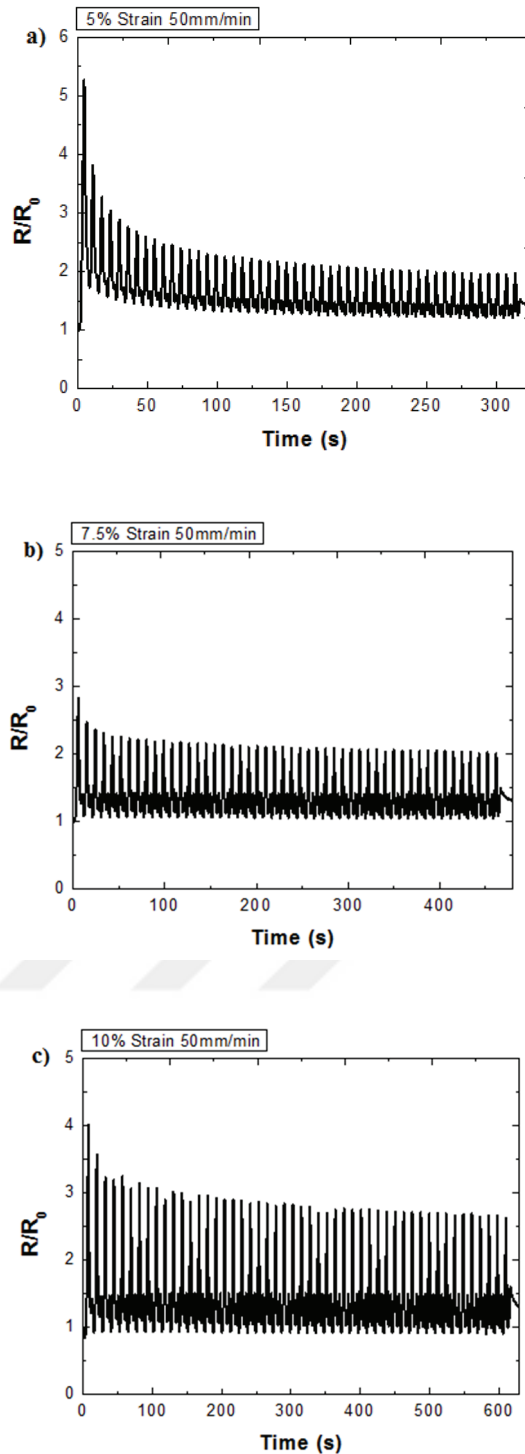 5% Strain 50mm/min
a)
6
5
4
3
2
1
0
R/R0
0 50 100 150 200 250 300
Time (s)
7.5% Strain 50mm/min
b)
5
4
3
2
1
0
R/R0
0 100 200 300 400
Time (s)
10% Strain 50mm/min
c)
5
4
3
2
1
0
R/R0
0 100 200 300 400 500 600
Time (s)